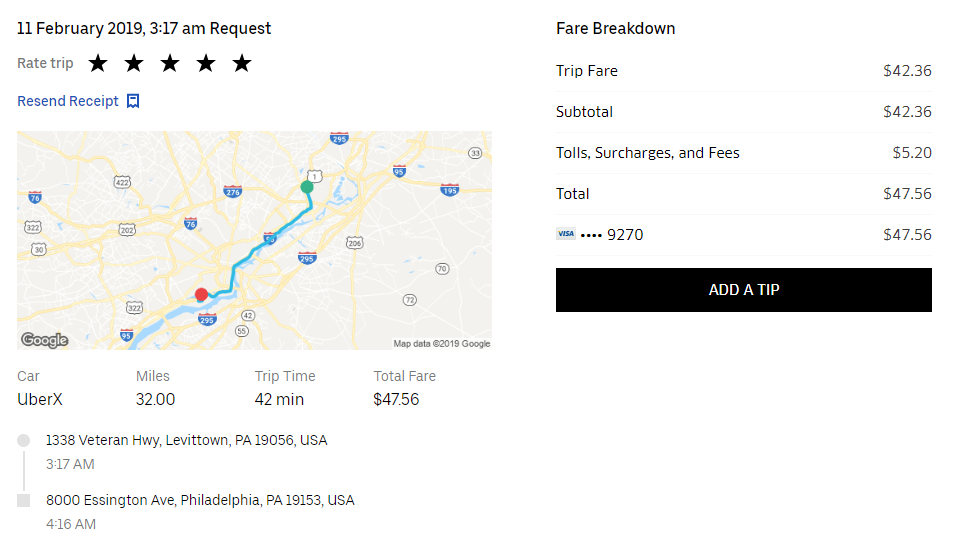 11 February 2019, 3:17 am Request
Rate trip
Resend Receipt
295
33
1
422
95
276
195
76
76
322
202
95
206
30
295
70
322
72
295
42
55
95
Google
Map data ©2019 Google
Car
Miles
Trip Time
Total Fare
UberX
32.00
42 min
$47.56
1338 Veteran Hwy, Levittown, PA 19056, USA
3:17 AM
8000 Essington Ave, Philadelphia, PA 19153, USA
4:16 AM
Fare Breakdown
Trip Fare $42.36
Subtotal $42.36
Tolls, Surcharges, and Fees $5.20
Total $47.56
VISA •••• 9270 $47.56
ADD A TIP